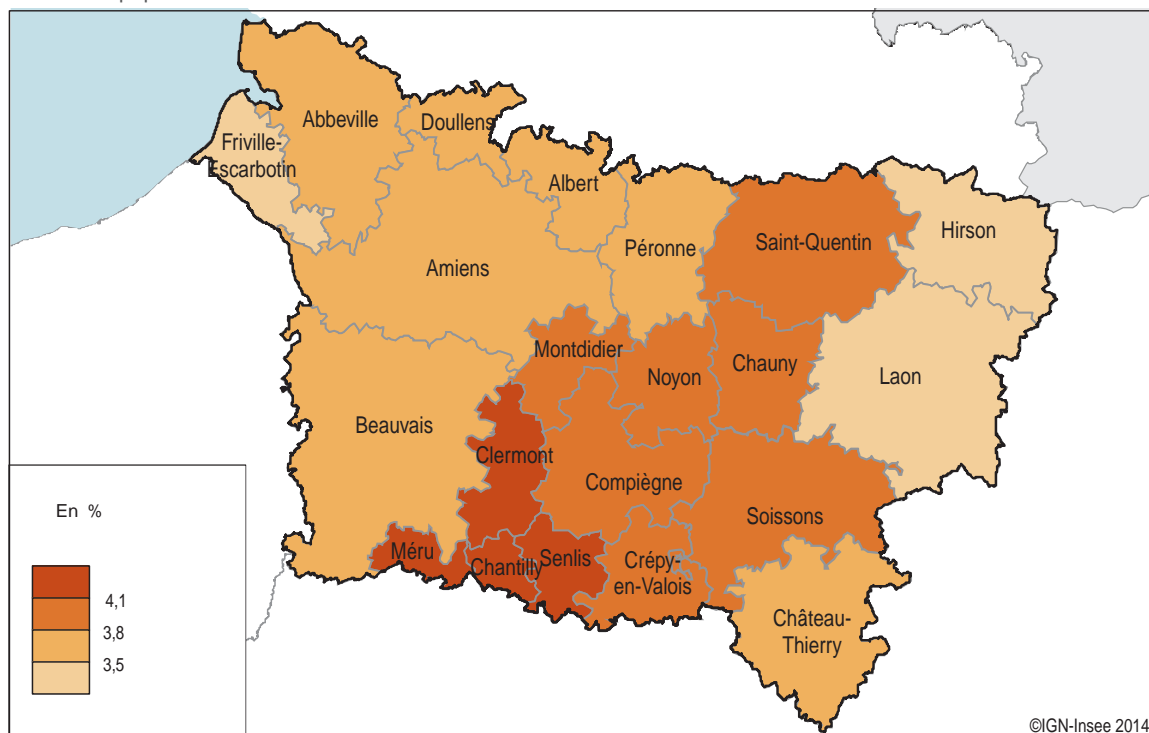 Abbeville
Doullens
Friville-
Escarbotin
Albert
Péronne
Saint-Quentin
Hirson
Amiens
Montdidier
Noyon
Chauny
Laon
Beauvais
Clermont
Compiègne
Soissons
Méru
Chantilly
Senlis
Crépy-
en-Valois
Château-
Thierry
En %
4,1
3,8
3,5
©IGN-Insee 2014